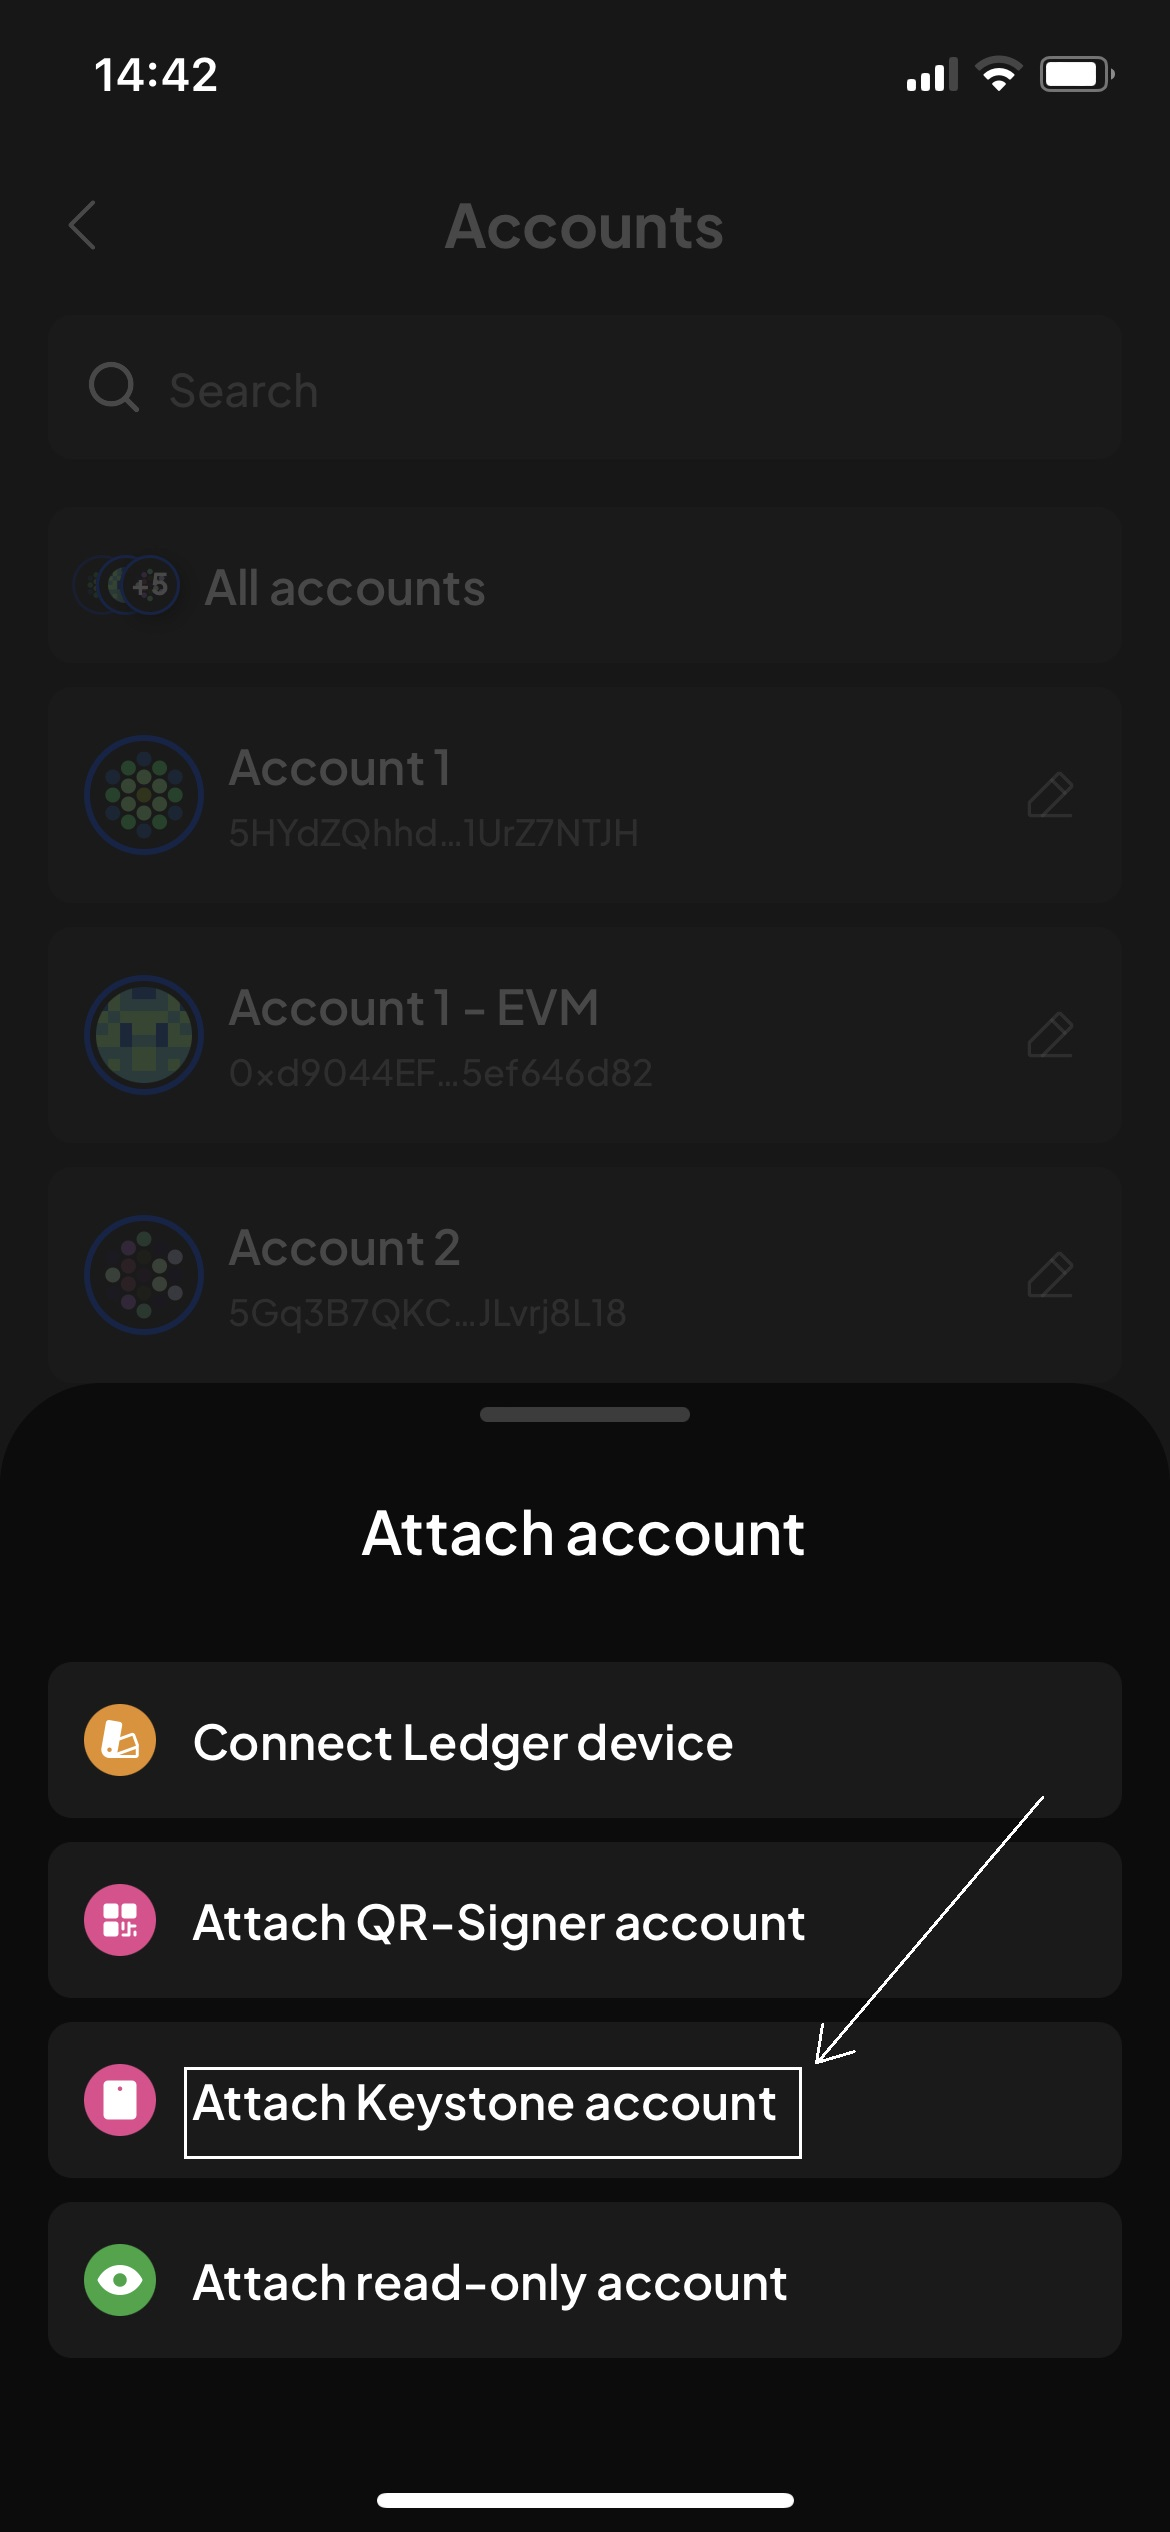 14:42
Accounts
Search
+5 All accounts
Account 1
5HYdZQhhd...1UrZ7NTJH
Account 1 - EVM
0xd9044EF...5ef646d82
Account 2
5Gq3B7QKC...JLvrj8L18
Attach account
Connect Ledger device
Attach QR-Signer account
Attach Keystone account
Attach read-only account